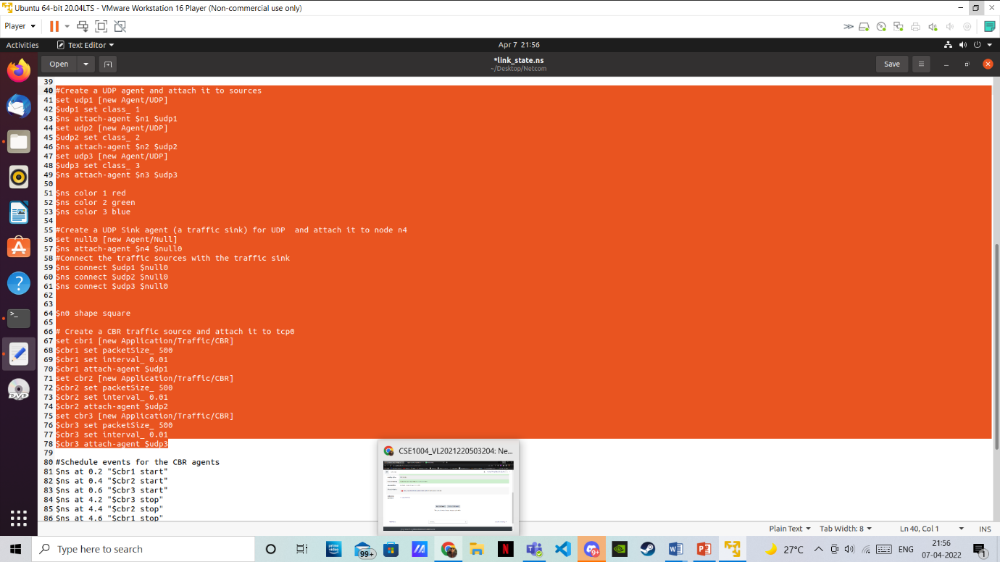 Ubuntu 64-bit 20.04LTS - VMware Workstation 16 Player (Non-commercial use only)
Player
Activities
Text Editor
Apr 7 21:56
Open
*link_state.ns
~/Desktop/Netcom
Save
39
40 #Create a UDP agent and attach it to sources
41 set udp1 [new Agent/UDP]
42 $udp1 set class_ 1
43 $ns attach-agent $n1 $udp1
44 set udp2 [new Agent/UDP]
45 $udp2 set class_ 2
46 $ns attach-agent $n2 $udp2
47 set udp3 [new Agent/UDP]
48 $udp3 set class_ 3
49 $ns attach-agent $n3 $udp3
50
51 $ns color 1 red
52 $ns color 2 green
53 $ns color 3 blue
54
55 #Create a UDP Sink agent (a traffic sink) for UDP  and attach it to node n4
56 set null0 [new Agent/Null]
57 $ns attach-agent $n4 $null0
58 #Connect the traffic sources with the traffic sink
59 $ns connect $udp1 $null0
60 $ns connect $udp2 $null0
61 $ns connect $udp3 $null0
62
63
64 $n0 shape square
65
66 # Create a CBR traffic source and attach it to tcp0
67 set cbr1 [new Application/Traffic/CBR]
68 $cbr1 set packetSize_ 500
69 $cbr1 set interval_ 0.01
70 $cbr1 attach-agent $udp1
71 set cbr2 [new Application/Traffic/CBR]
72 $cbr2 set packetSize_ 500
73 $cbr2 set interval_ 0.01
74 $cbr2 attach-agent $udp2
75 set cbr3 [new Application/Traffic/CBR]
76 $cbr3 set packetSize_ 500
77 $cbr3 set interval_ 0.01
78 $cbr3 attach-agent $udp3
79
80 #Schedule events for the CBR agents
81 $ns at 0.2 "$cbr1 start"
82 $ns at 0.4 "$cbr2 start"
83 $ns at 0.6 "$cbr3 start"
84 $ns at 4.2 "$cbr3 stop"
85 $ns at 4.4 "$cbr2 stop"
86 $ns at 4.6 "$cbr1 stop"
CSE1004_VL2021220503204: Ne...
Plain Text
Tab Width: 8
Ln 40, Col 1
INS
Type here to search
prime video
99+
9+
27°C
ENG
21:56
07-04-2022
1